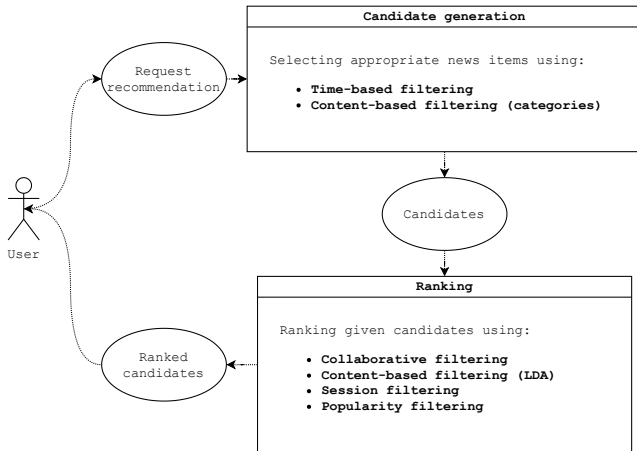 Candidate generation
Selecting appropriate news items using:
• Time-based filtering
• Content-based filtering (categories)
Request
recommendation
Candidates
User
Ranking
Ranking given candidates using:
• Collaborative filtering
• Content-based filtering (LDA)
• Session filtering
• Popularity filtering
Ranked
candidates